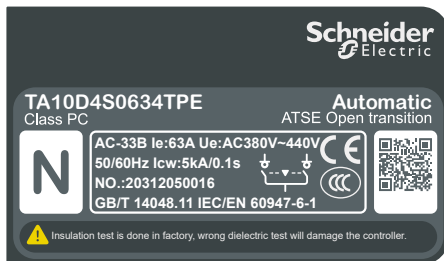 Schneider
Electric
TA10D4S0634TPE
Automatic
Class PC
ATSE Open transition
N
AC-33B Ie:63A Ue:AC380V~440V
50/60Hz Icw:5kA/0.1s
NO.:20312050016
GB/T 14048.11 IEC/EN 60947-6-1
CE
CCC
Insulation test is done in factory, wrong dielectric test will damage the controller.